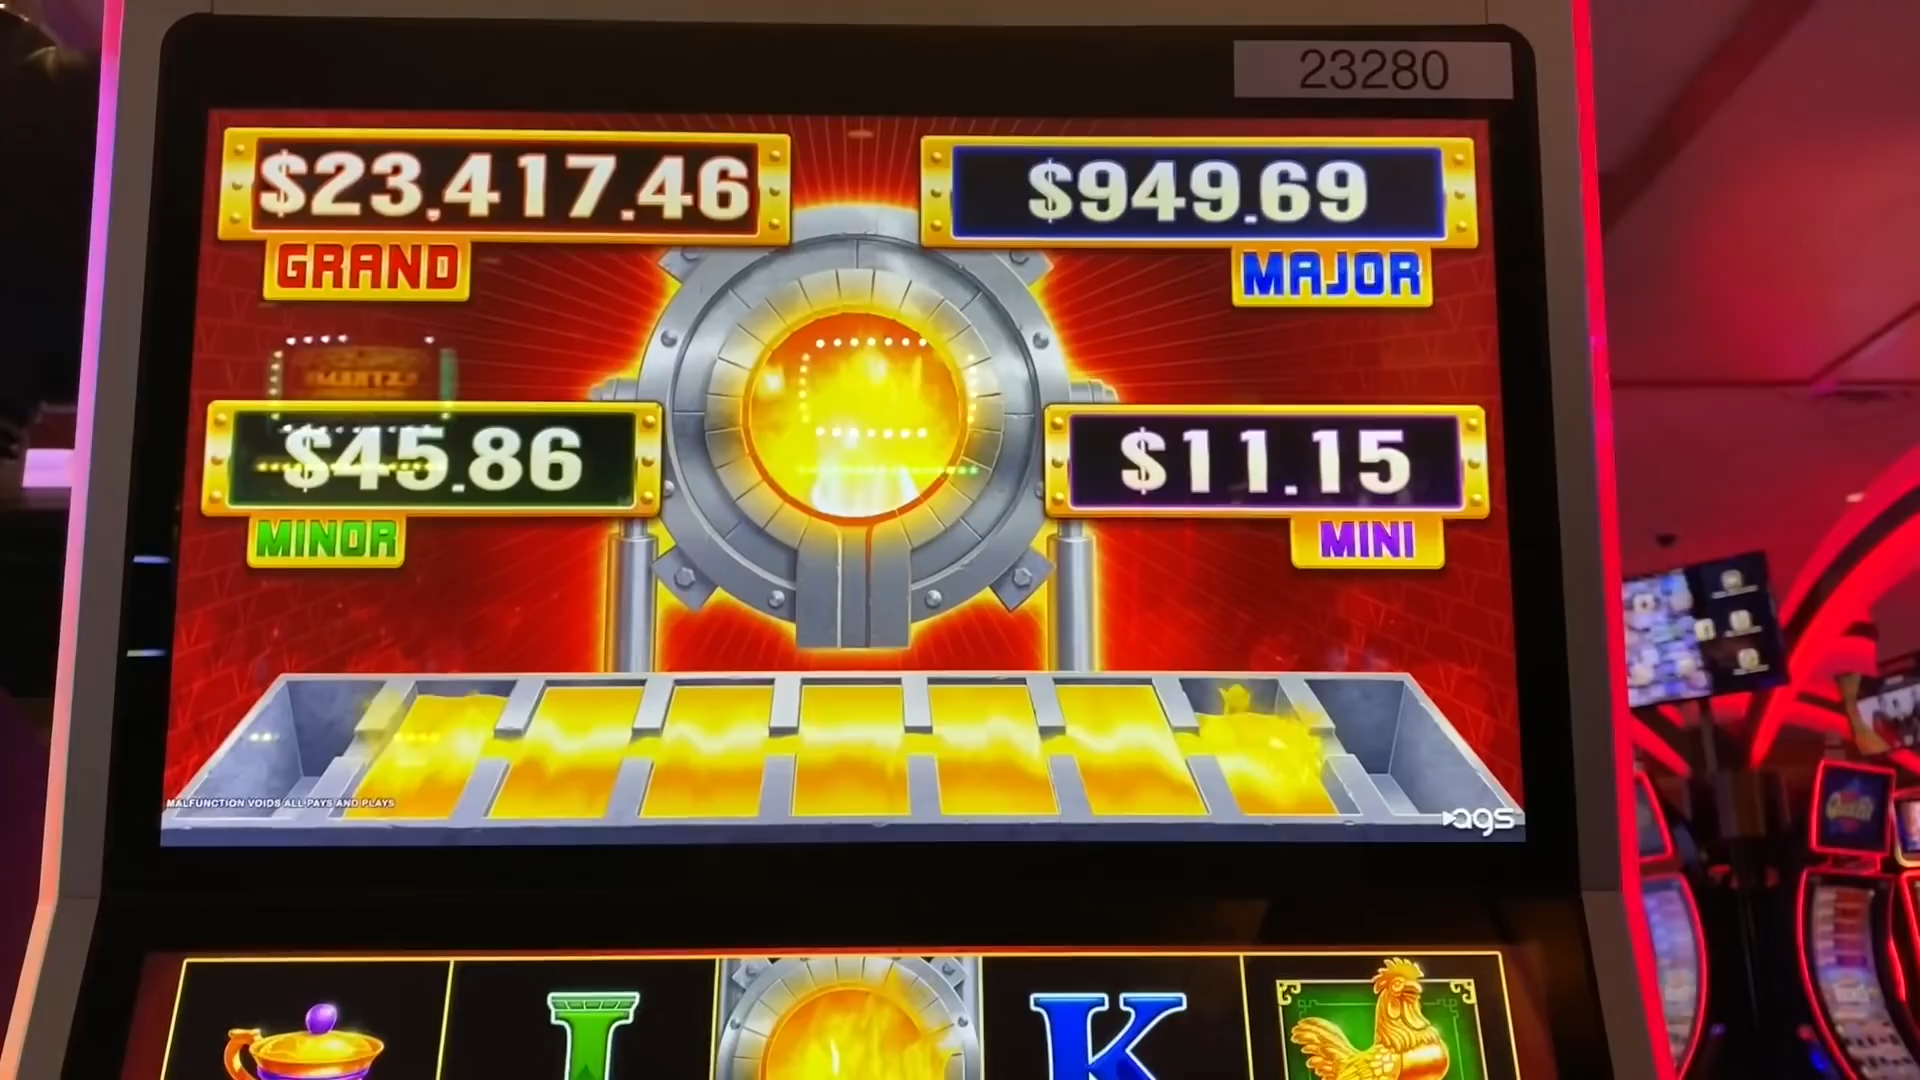 23280
$23,417.46
GRAND
$949.69
MAJOR
$45.86
MINOR
$11.15
MINI
MALFUNCTION VOIDS ALL PAYS AND PLAYS
ags
J
K